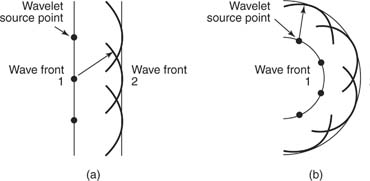 Wavelet
source point
Wave front
1
Wave front
2
(a)
Wavelet
source point
Wave front
1
(b)